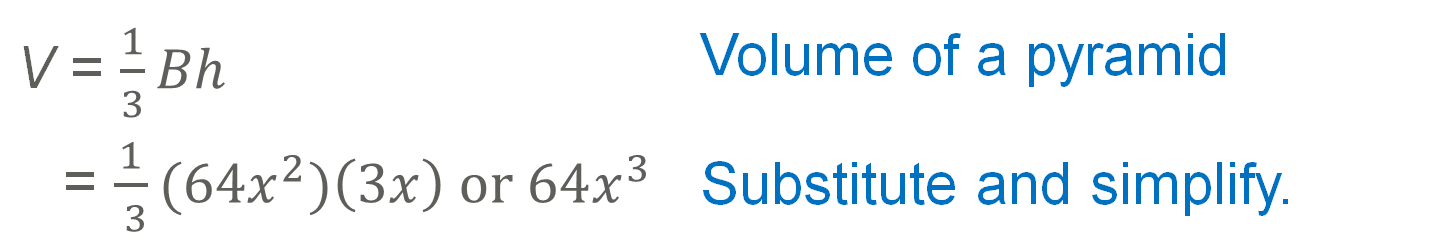 V = 1/3 Bh Volume of a pyramid
= 1/3 (64x²)(3x) or 64x³ Substitute and simplify.